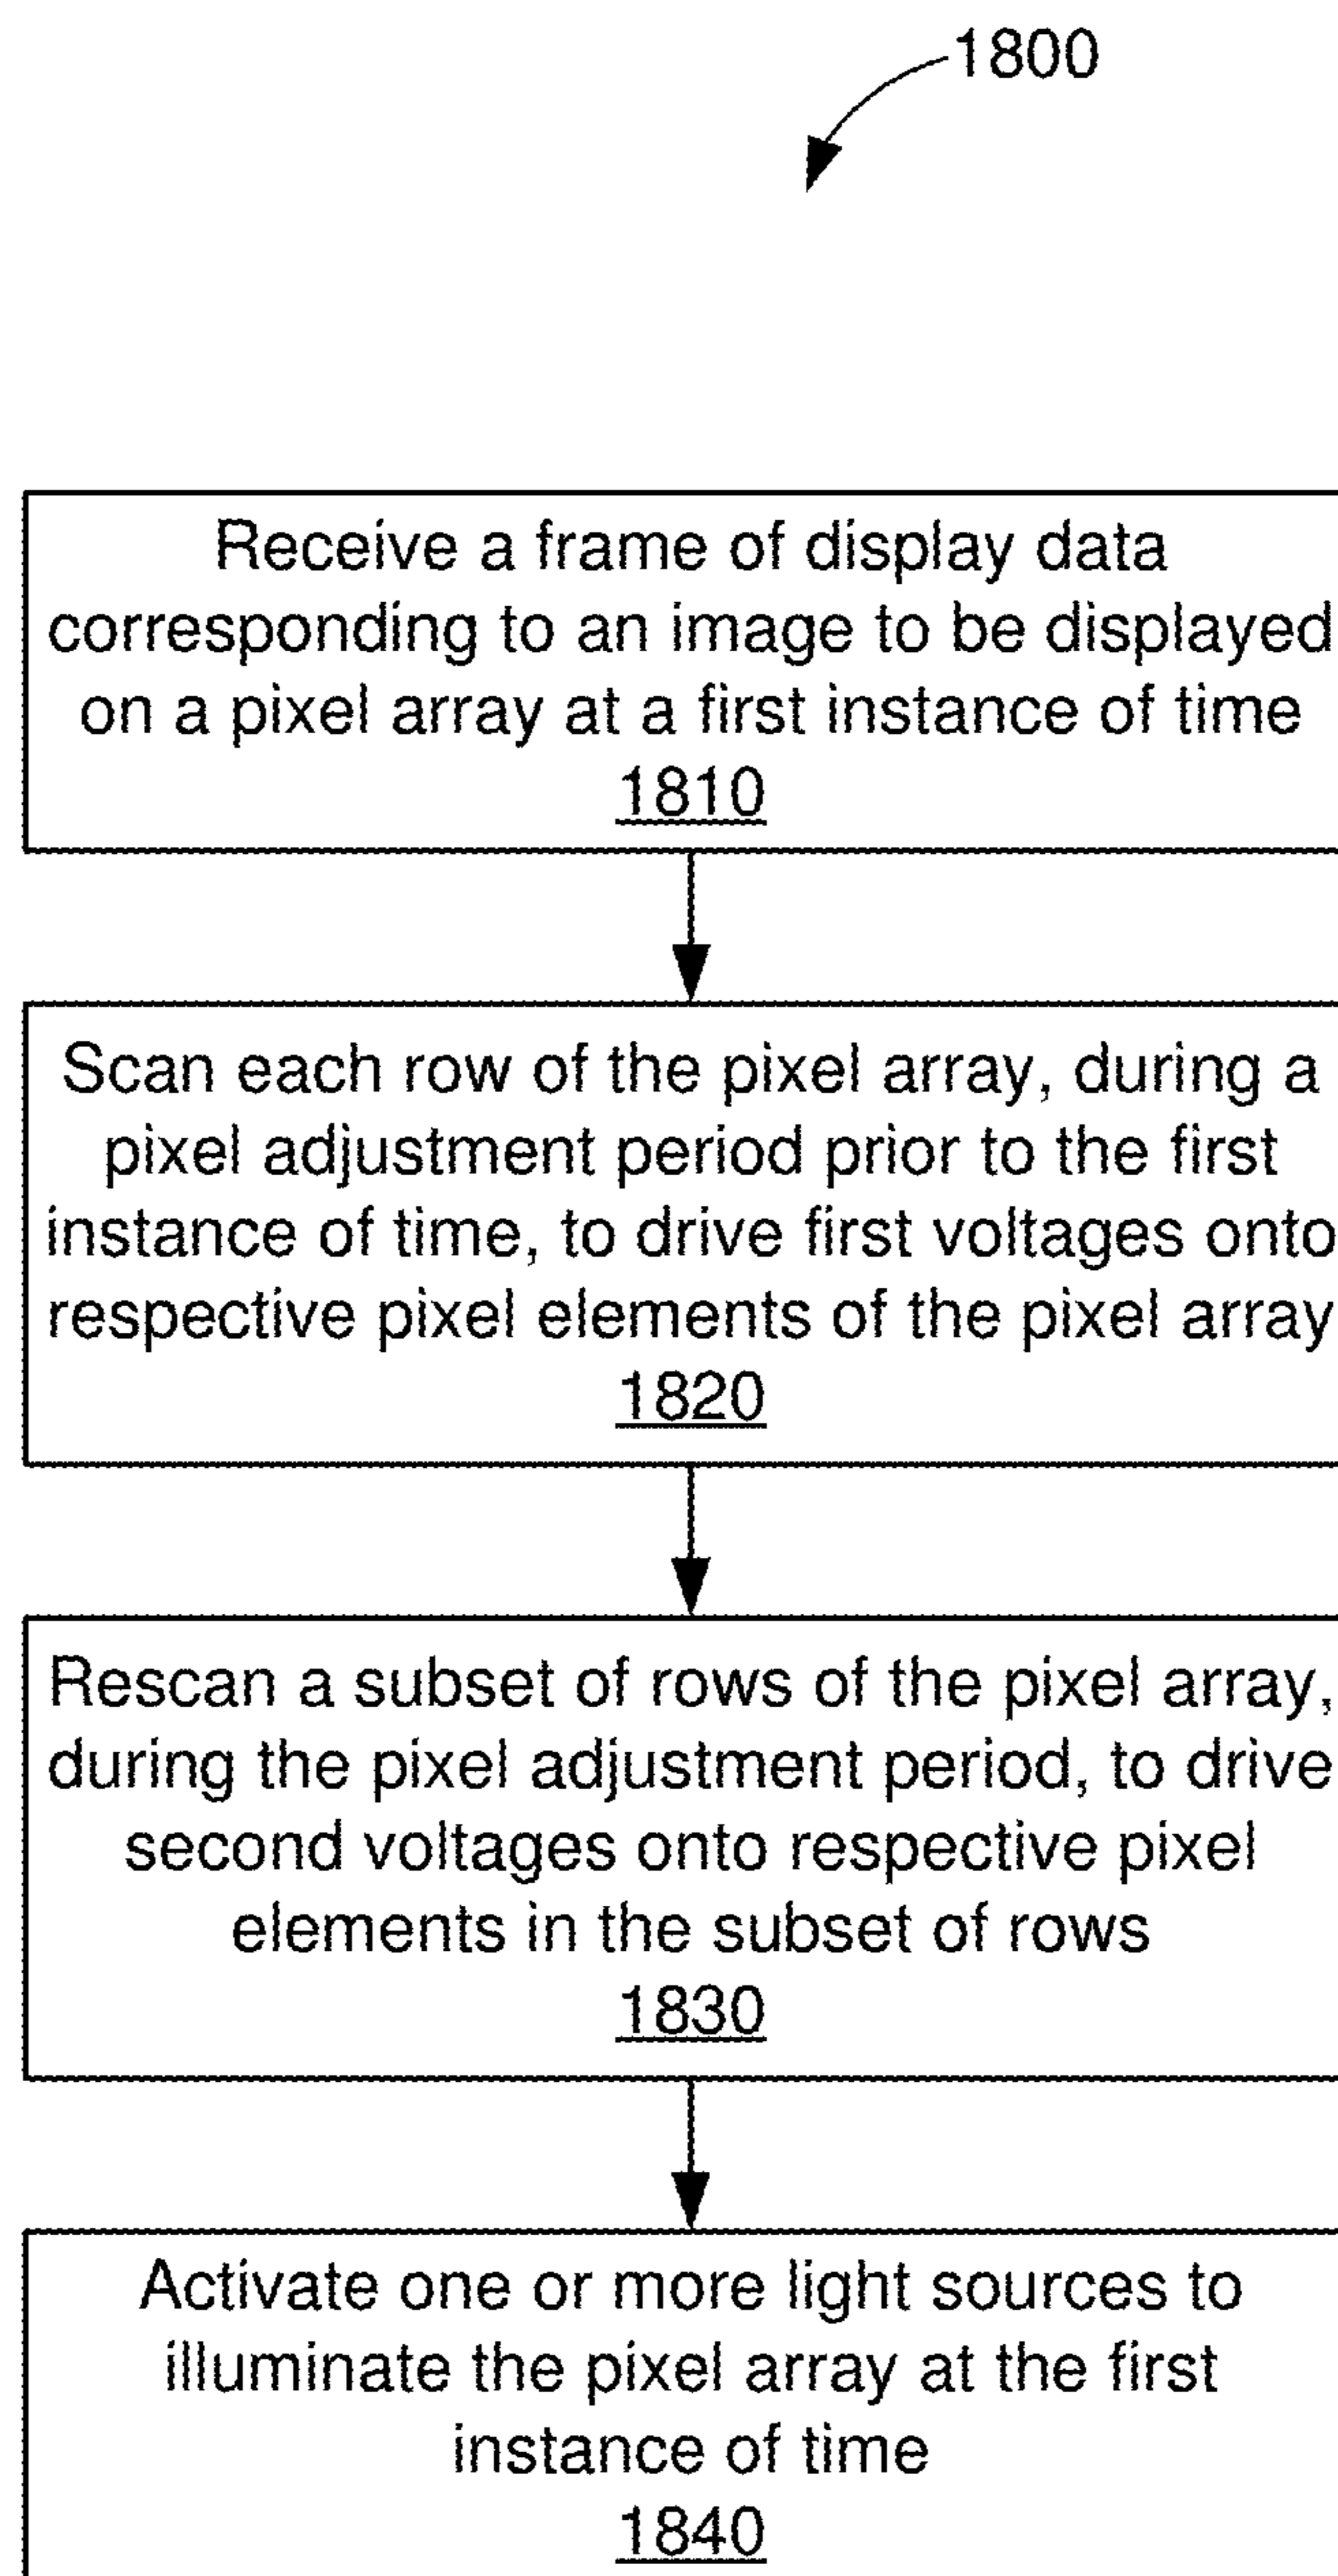 1800
Receive a frame of display data
corresponding to an image to be displayed
on a pixel array at a first instance of time
1810
Scan each row of the pixel array, during a
pixel adjustment period prior to the first
instance of time, to drive first voltages onto
respective pixel elements of the pixel array
1820
Rescan a subset of rows of the pixel array,
during the pixel adjustment period, to drive
second voltages onto respective pixel
elements in the subset of rows
1830
Activate one or more light sources to
illuminate the pixel array at the first
instance of time
1840